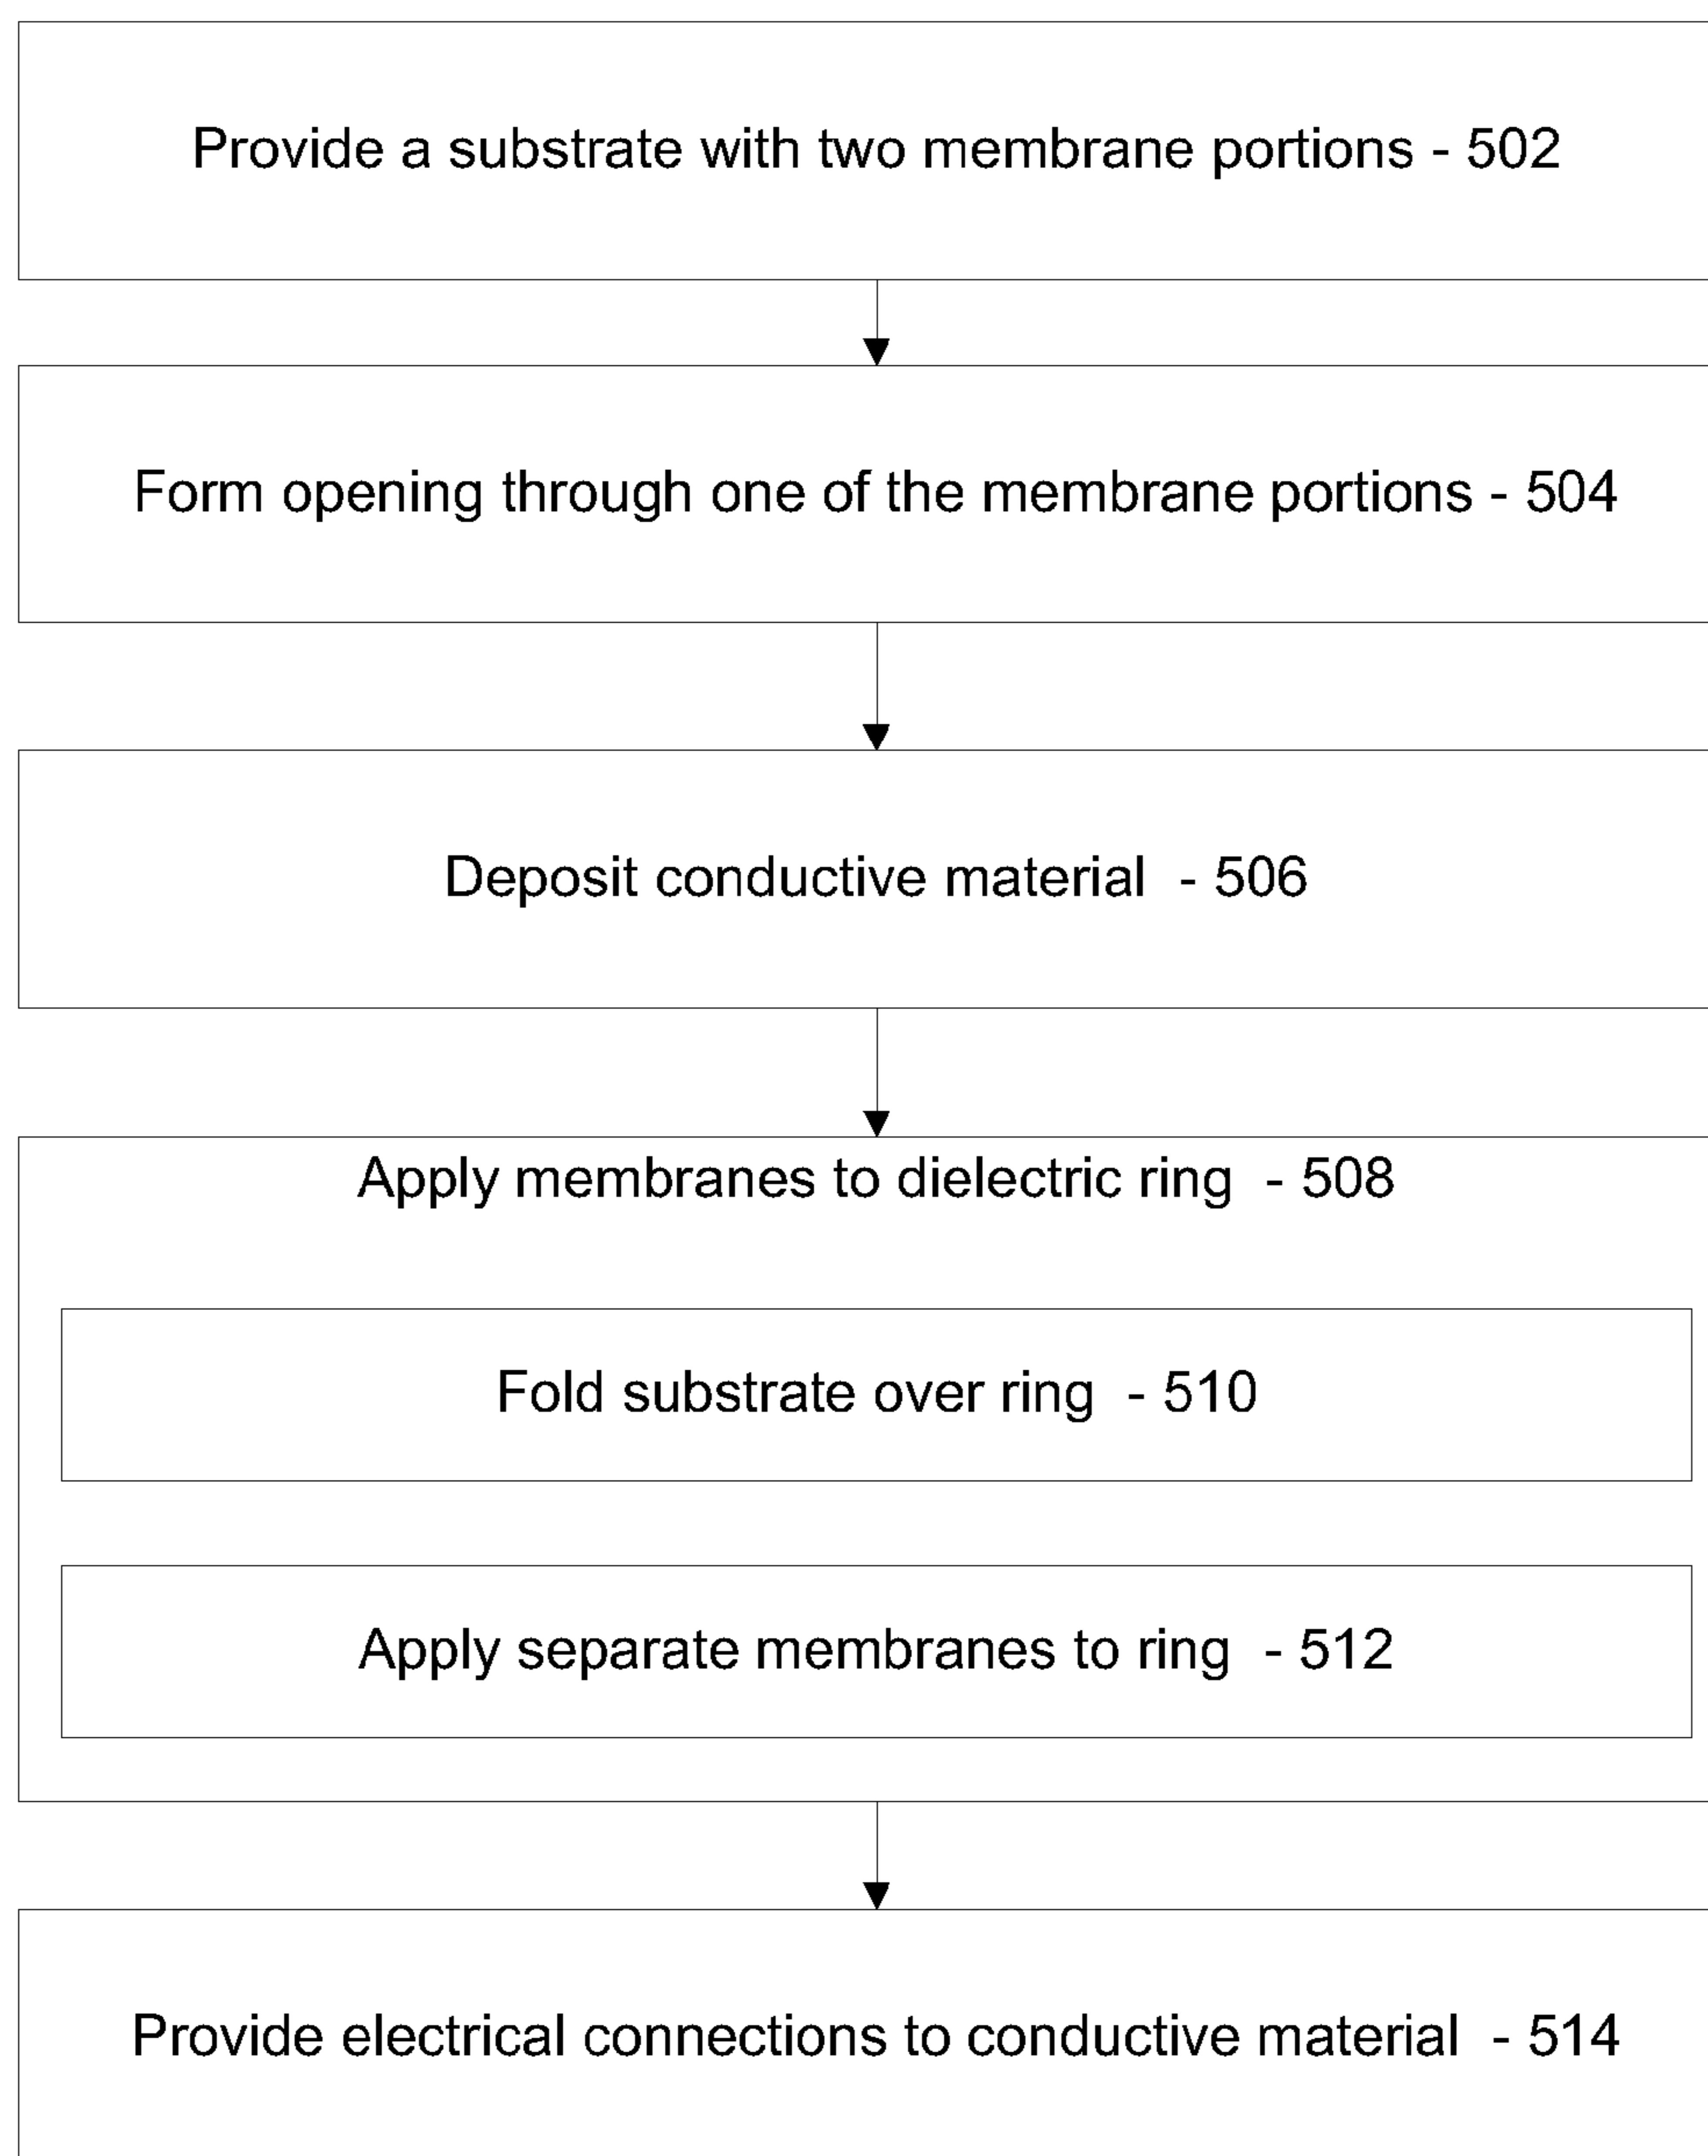 Provide a substrate with two membrane portions - 502
Form opening through one of the membrane portions - 504
Deposit conductive material - 506
Apply membranes to dielectric ring - 508
Fold substrate over ring - 510
Apply separate membranes to ring - 512
Provide electrical connections to conductive material - 514